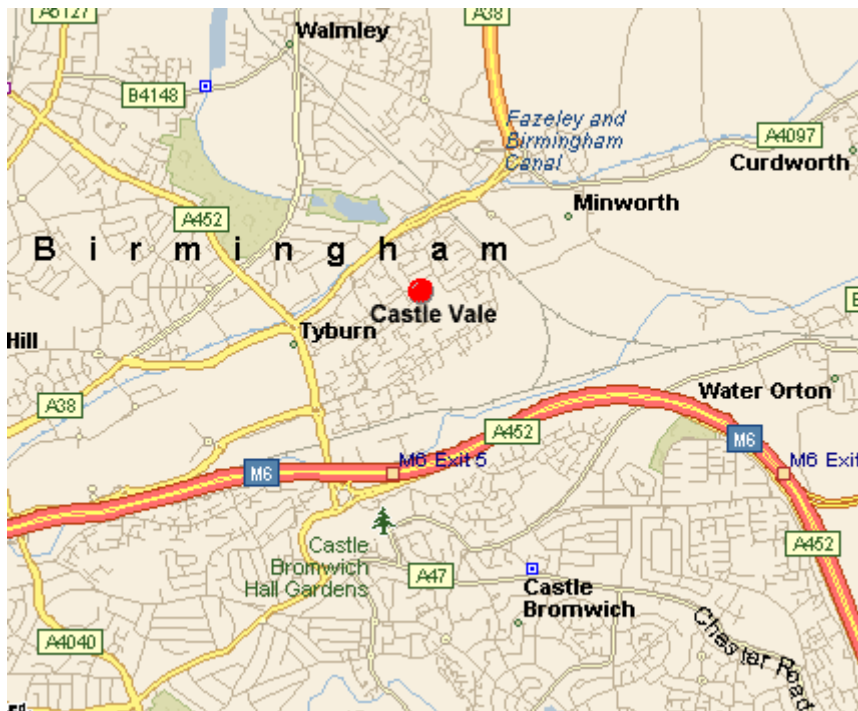 A5127
Walmley
A38
B4148
Fazeley and
Birmingham
Canal
A4097
Curdworth
Minworth
A452
Birmingham
Castle Vale
Tyburn
Hill
A38
Water Orton
A452
M6
M6 Exit 5
M6
M6 Exit
A452
Castle
Bromwich
Hall Gardens
A47
Castle
Bromwich
A4040
Chester Road